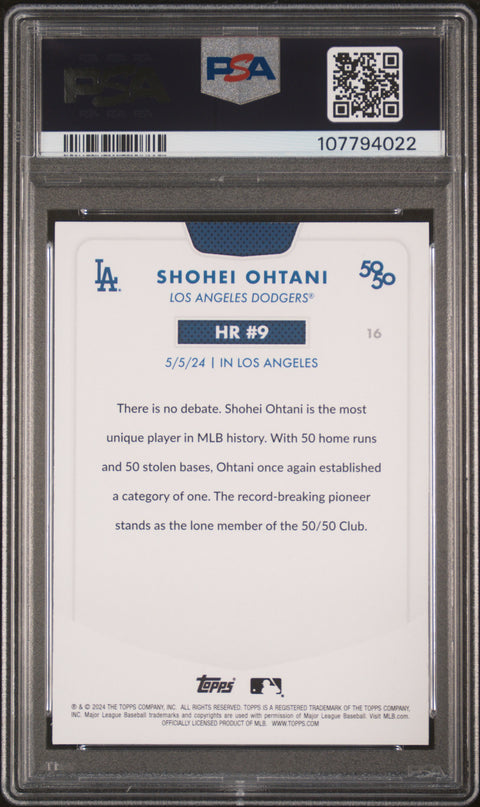 PSA
PSA
107794022
LA
SHOHEI OHTANI
50
50
LOS ANGELES DODGERS®
HR #9
16
5/5/24 | IN LOS ANGELES
There is no debate. Shohei Ohtani is the most
unique player in MLB history. With 50 home runs
and 50 stolen bases, Ohtani once again established
a category of one. The record-breaking pioneer
stands as the lone member of the 50/50 Club.
Topps
® & © 2024 THE TOPPS COMPANY, INC. ALL RIGHTS RESERVED. TOPPS IS A REGISTERED TRADEMARK OF THE TOPPS COMPANY,
INC. Major League Baseball trademarks and copyrights are used with permission of Major League Baseball. Visit MLB.com.
OFFICIALLY LICENSED PRODUCT OF MLB. WWW.TOPPS.COM
PSA